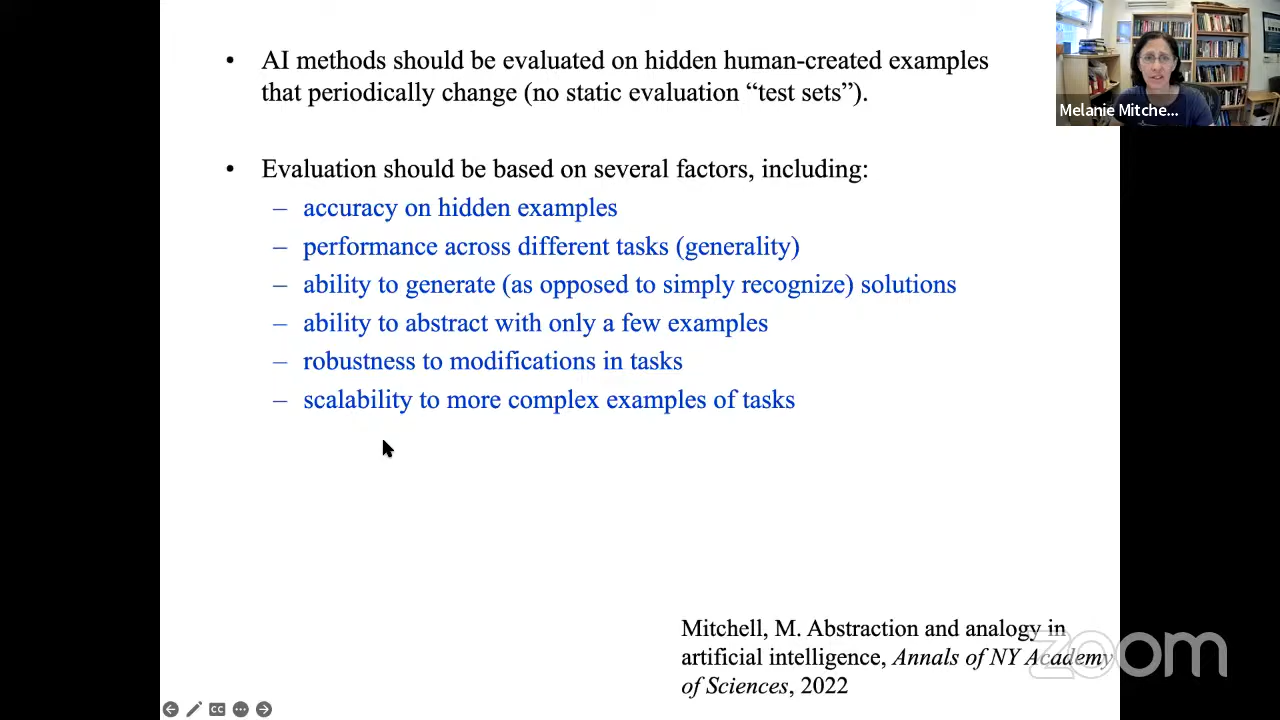 • AI methods should be evaluated on hidden human-created examples
that periodically change (no static evaluation “test sets”).
Melanie Mitche...
• Evaluation should be based on several factors, including:
– accuracy on hidden examples
– performance across different tasks (generality)
– ability to generate (as opposed to simply recognize) solutions
– ability to abstract with only a few examples
– robustness to modifications in tasks
– scalability to more complex examples of tasks
Mitchell, M. Abstraction and analogy in
artificial intelligence, Annals of NY Academy
of Sciences, 2022
zoom
CC